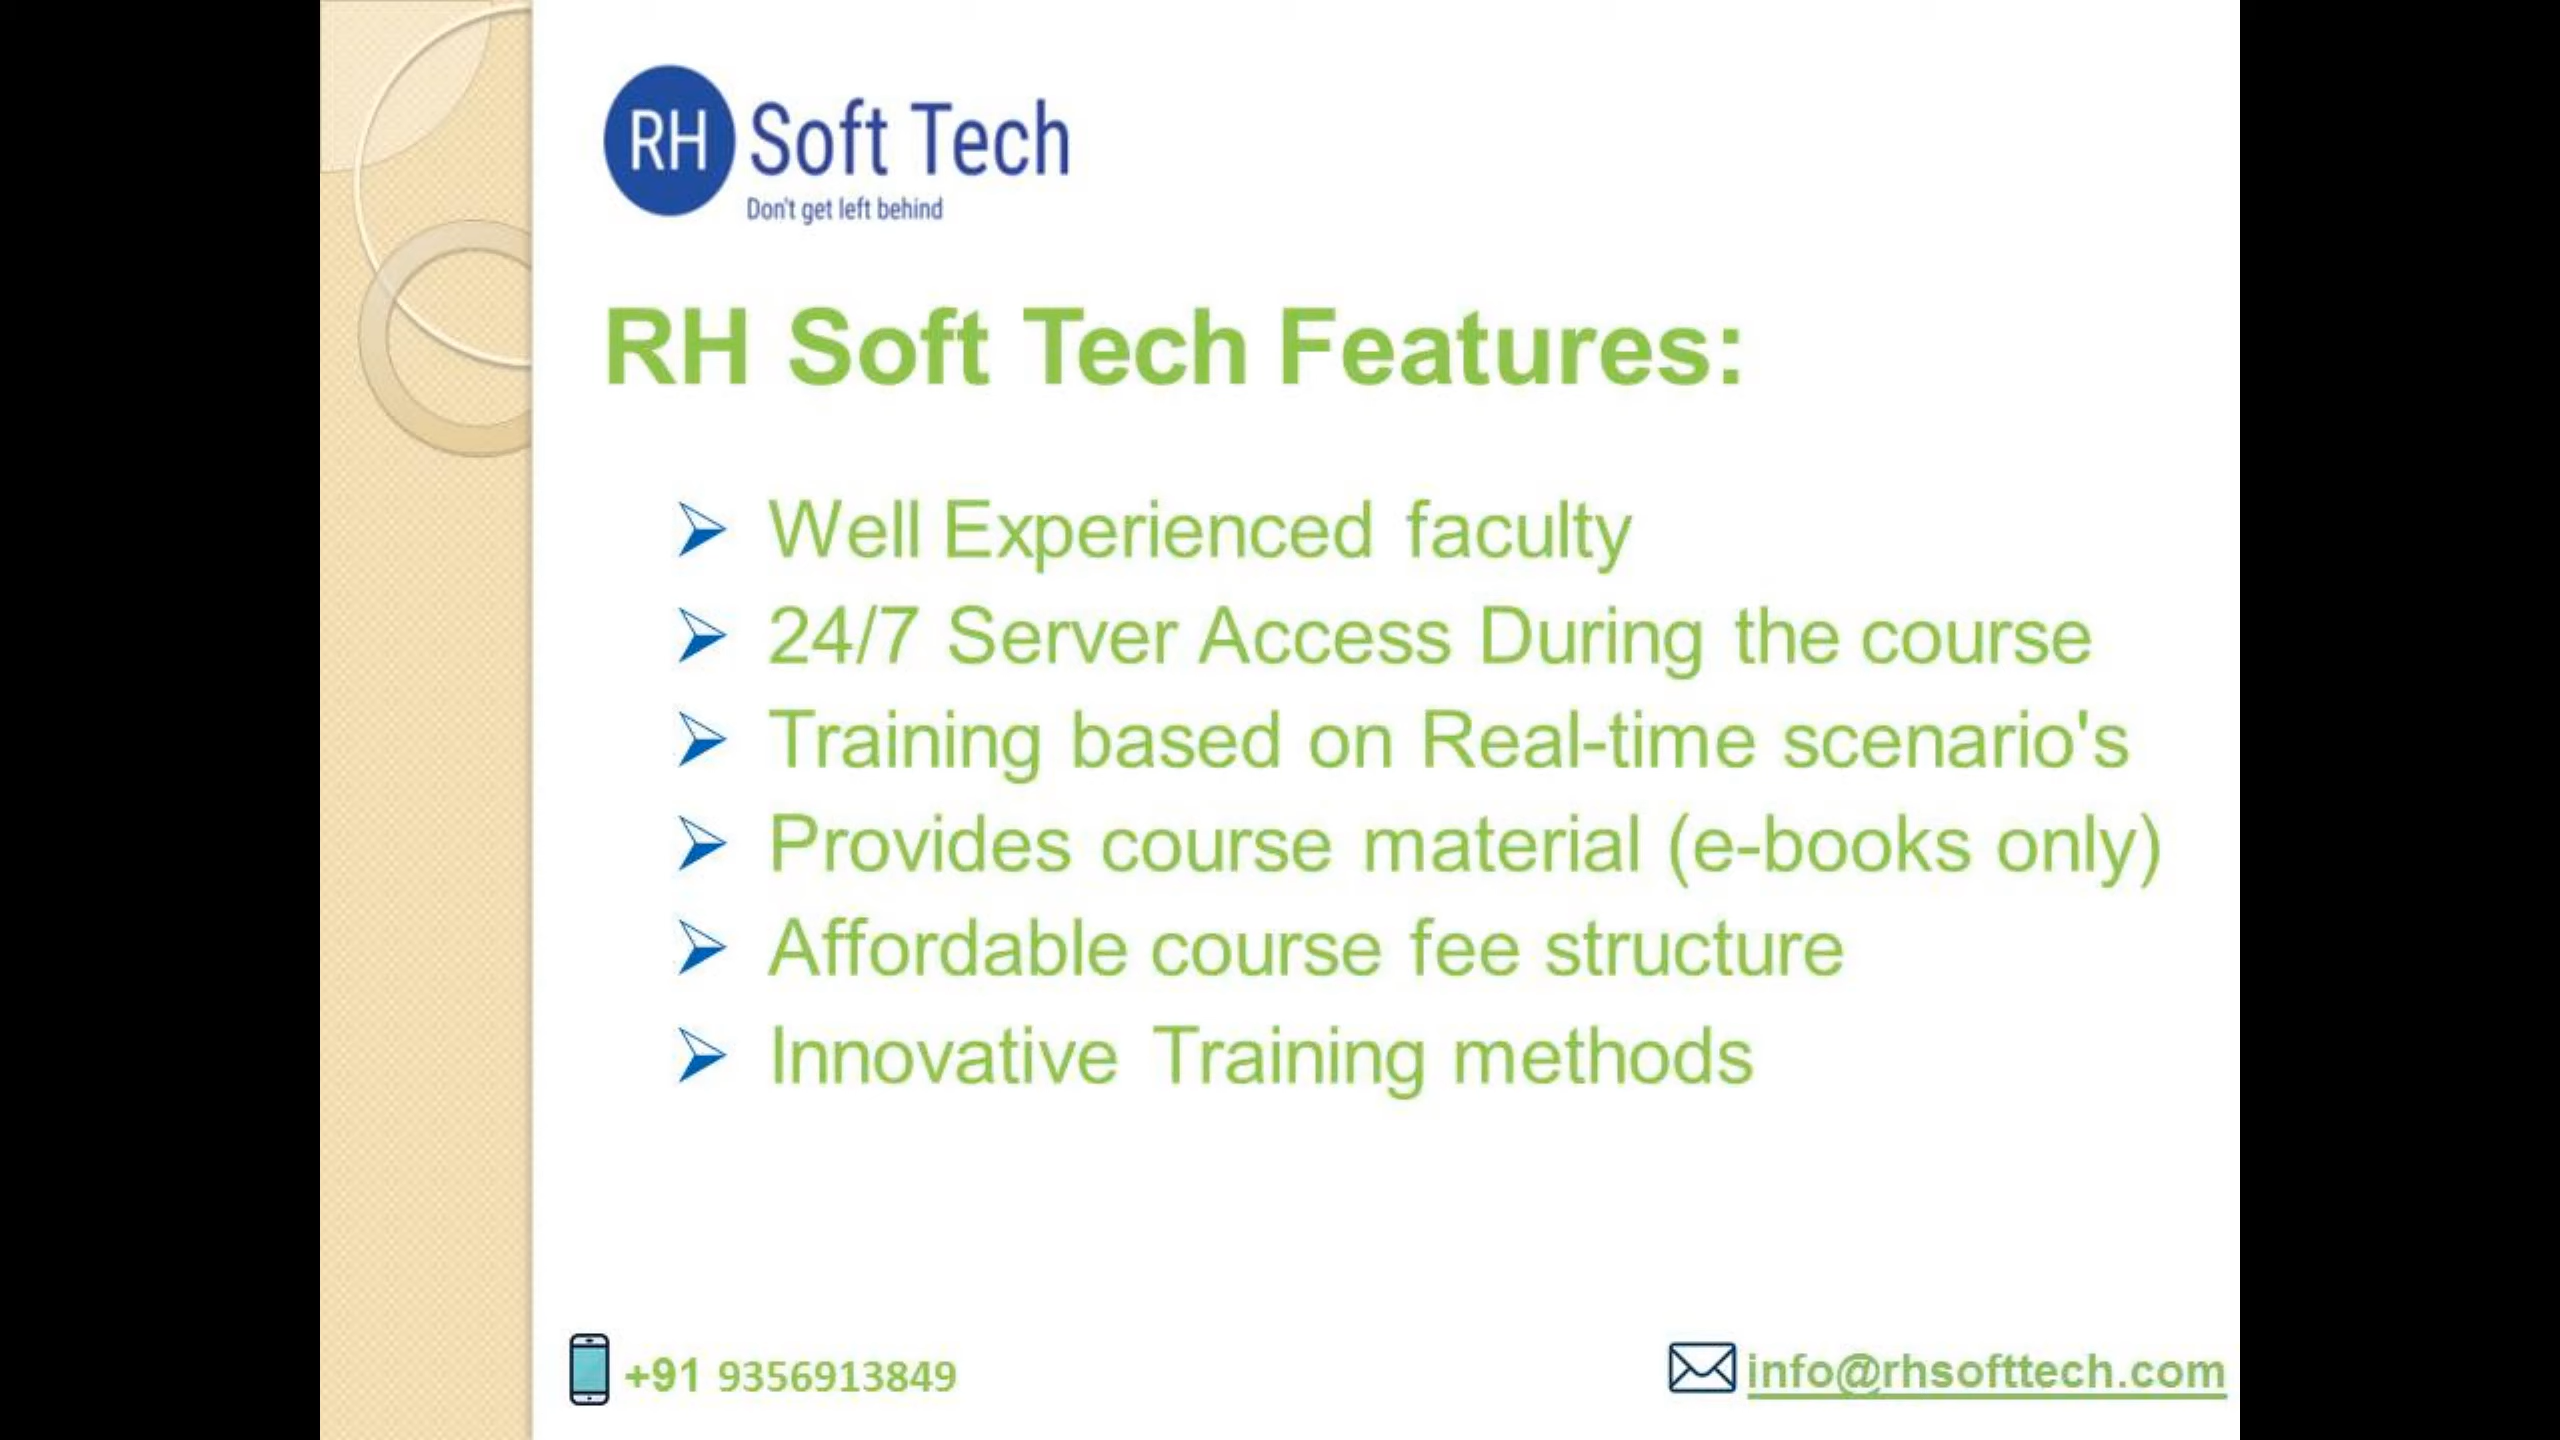 RH Soft Tech
Don't get left behind
RH Soft Tech Features:
Well Experienced faculty
24/7 Server Access During the course
Training based on Real-time scenario's
Provides course material (e-books only)
Affordable course fee structure
Innovative Training methods
+91 9356913849
info@rhsofttech.com